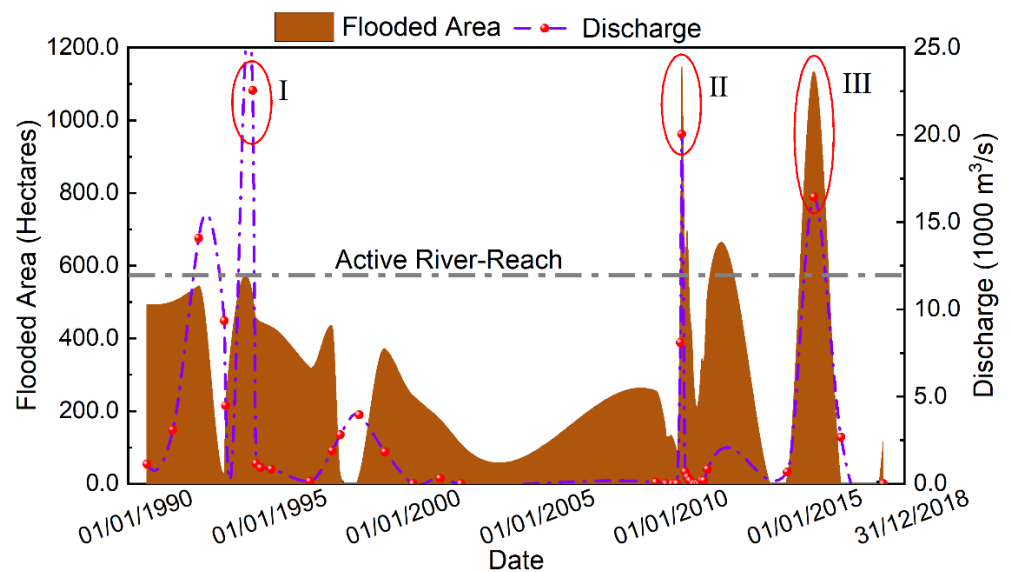 Flooded Area Discharge
1200.0 25.0
I II III
1000.0 20.0
800.0 15.0
Active River-Reach
600.0 10.0
400.0 5.0
200.0
0.0 0.0
Flooded Area (Hectares)
Discharge (1000 m³/s)
01/01/1990 01/01/1995 01/01/2000 01/01/2005 01/01/2010 01/01/2015 31/12/2018
Date